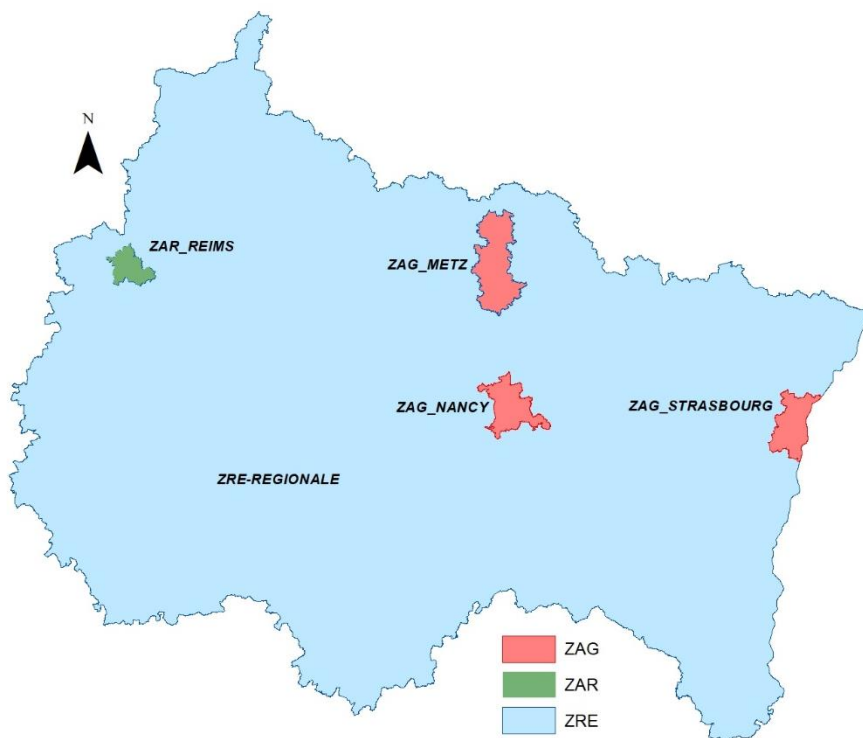 N
ZAR_REIMS
ZAG_METZ
ZAG_NANCY
ZAG_STRASBOURG
ZRE-REGIONALE
ZAG
ZAR
ZRE